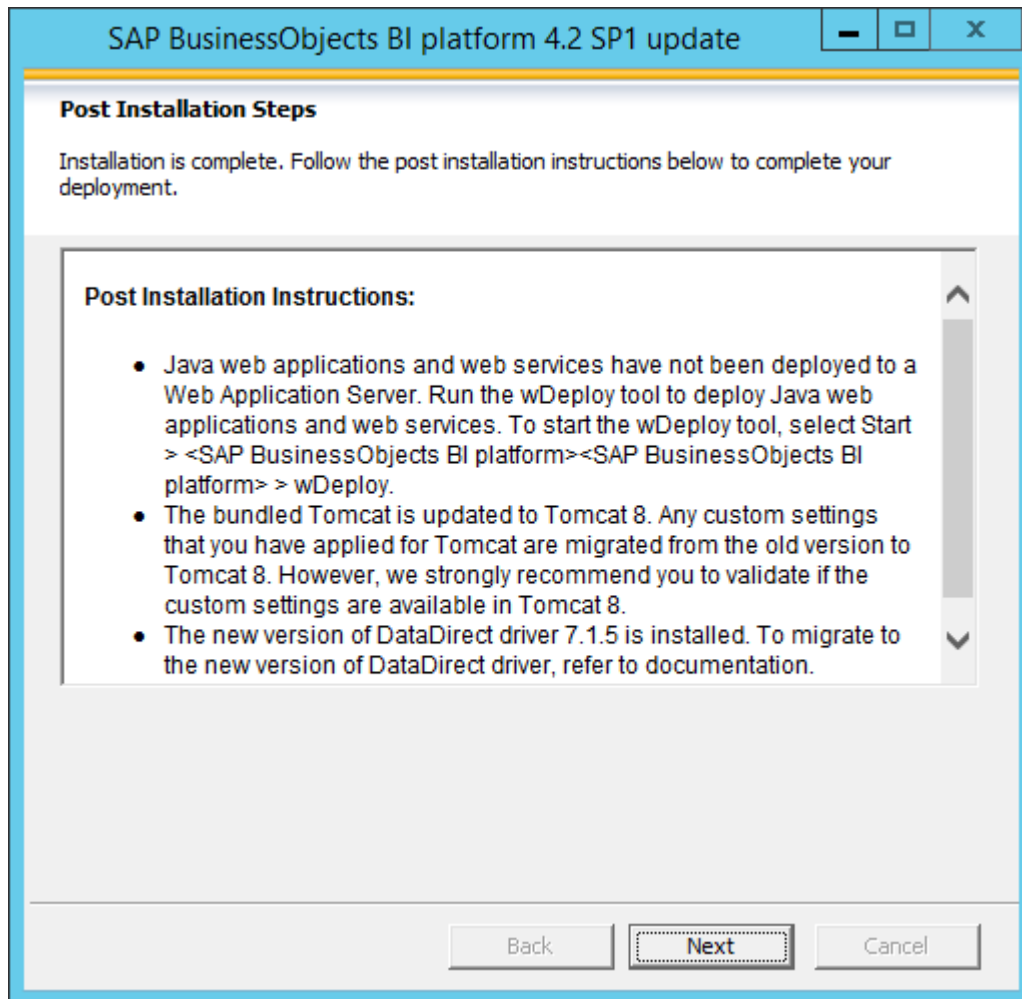 SAP BusinessObjects BI platform 4.2 SP1 update
Post Installation Steps
Installation is complete. Follow the post installation instructions below to complete your
deployment.
Post Installation Instructions:
● Java web applications and web services have not been deployed to a
Web Application Server. Run the wDeploy tool to deploy Java web
applications and web services. To start the wDeploy tool, select Start
> <SAP BusinessObjects BI platform><SAP BusinessObjects BI
platform> > wDeploy.
● The bundled Tomcat is updated to Tomcat 8. Any custom settings
that you have applied for Tomcat are migrated from the old version to
Tomcat 8. However, we strongly recommend you to validate if the
custom settings are available in Tomcat 8.
● The new version of DataDirect driver 7.1.5 is installed. To migrate to
the new version of DataDirect driver, refer to documentation.
Back Next Cancel